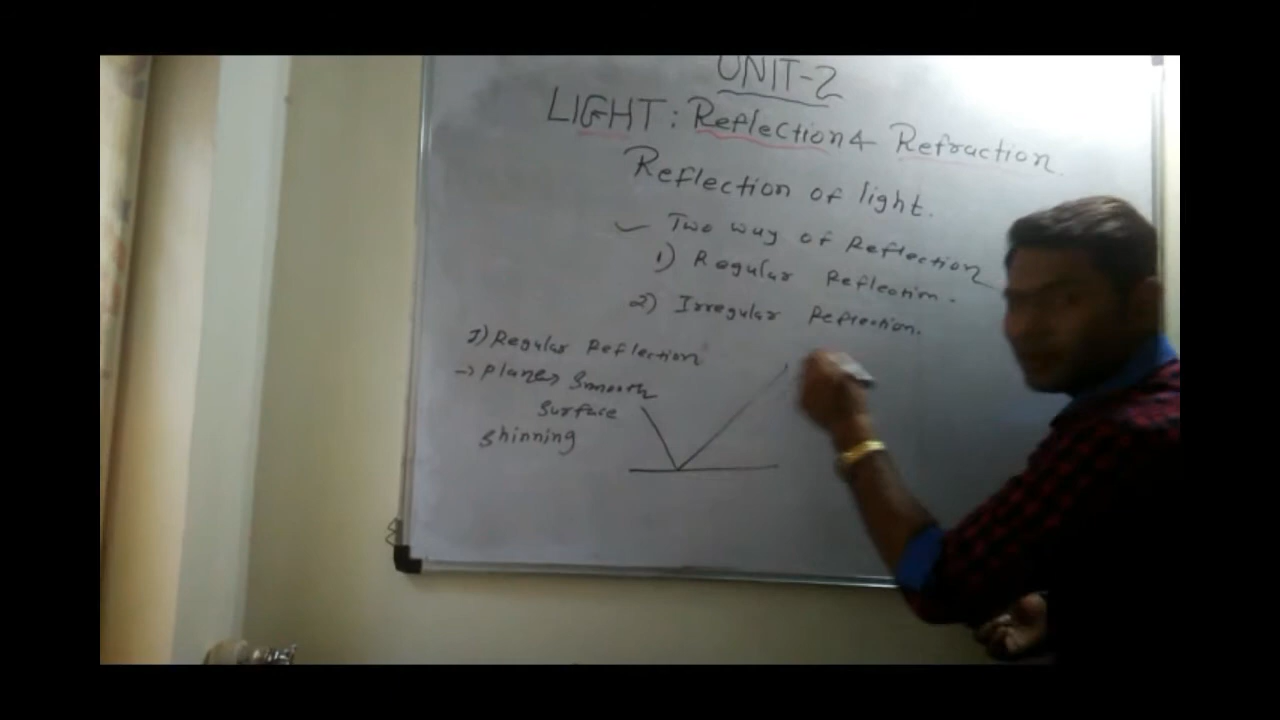 UNIT-2
LIGHT: Reflection & Refraction
Reflection of light.
✓ Two way of Reflection
1) Regular Reflection.
2) Irregular Reflection.
1) Regular Reflection
→ Planes Smooth
Surface
Shinning